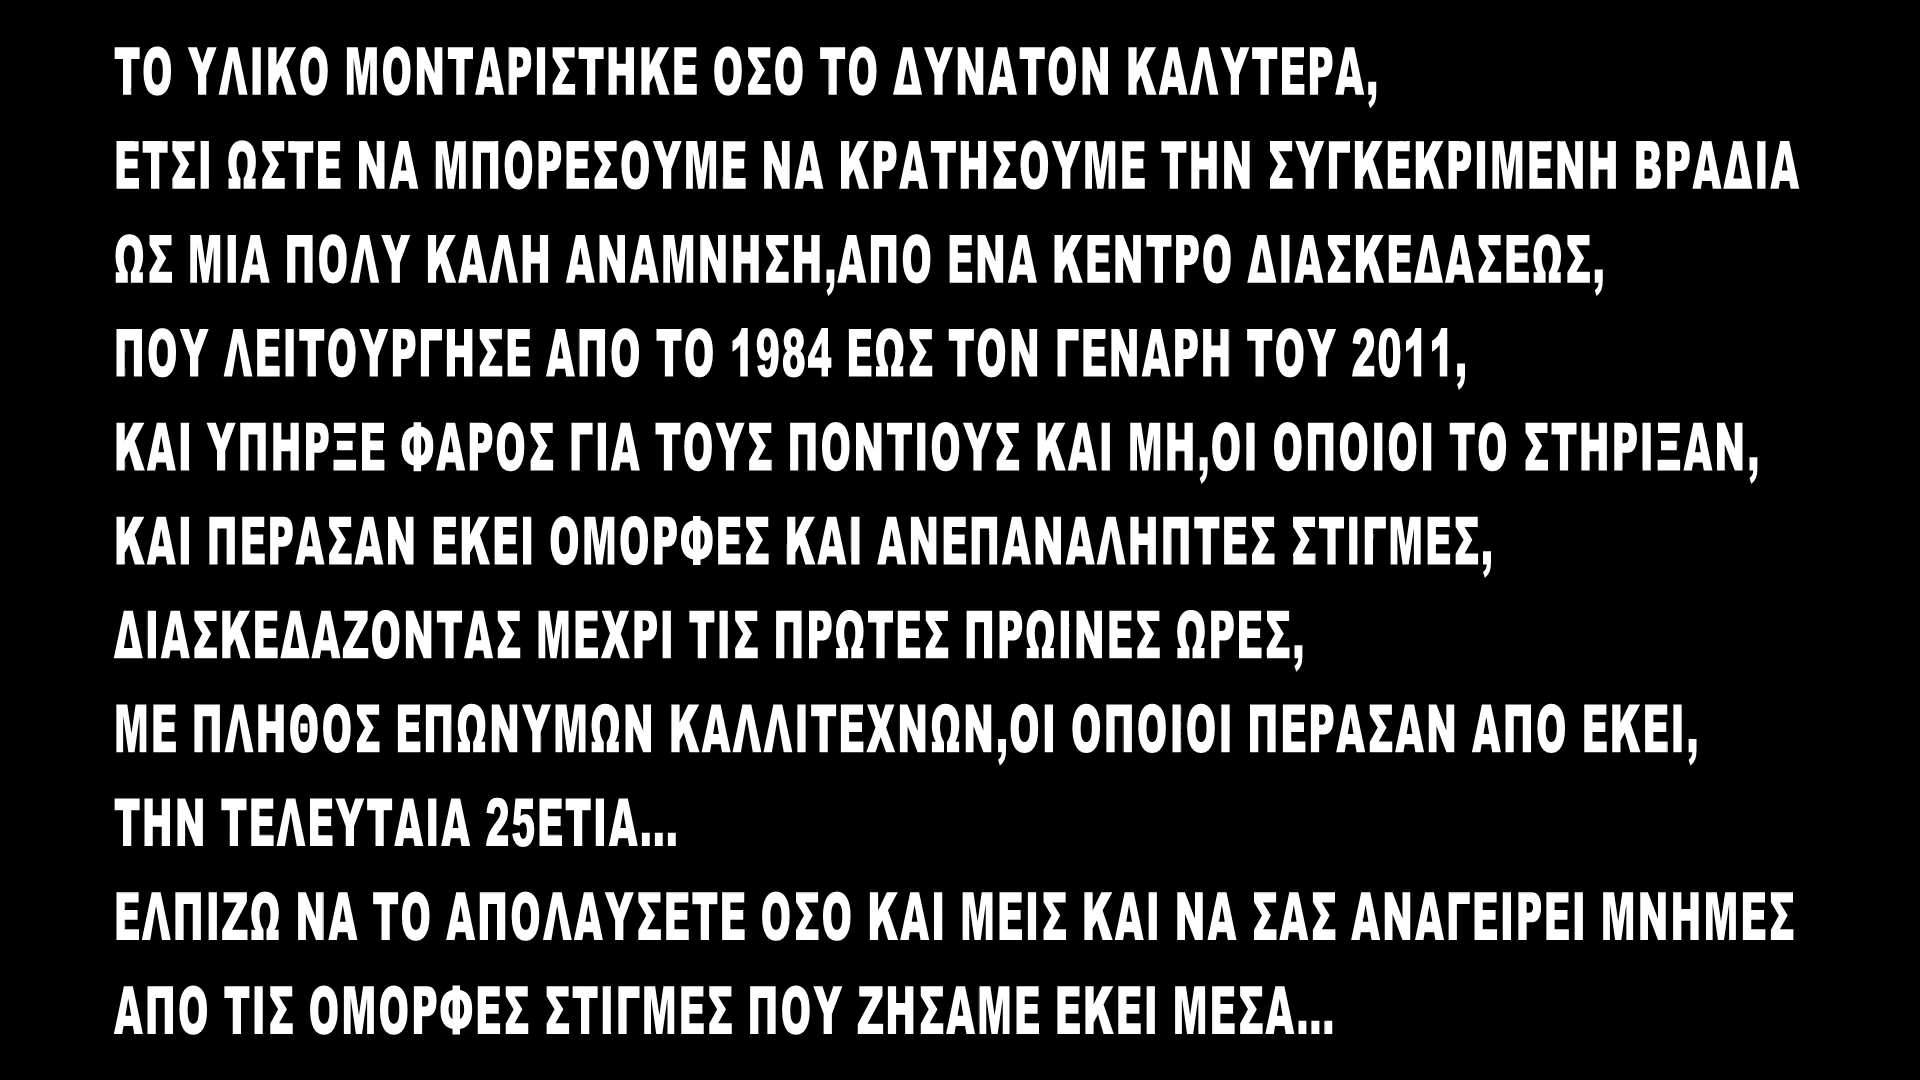 ΤΟ ΥΛΙΚΟ ΜΟΝΤΑΡΙΣΤΗΚΕ ΟΣΟ ΤΟ ΔΥΝΑΤΟΝ ΚΑΛΥΤΕΡΑ,
ΕΤΣΙ ΩΣΤΕ ΝΑ ΜΠΟΡΕΣΟΥΜΕ ΝΑ ΚΡΑΤΗΣΟΥΜΕ ΤΗΝ ΣΥΓΚΕΚΡΙΜΕΝΗ ΒΡΑΔΙΑ
ΩΣ ΜΙΑ ΠΟΛΥ ΚΑΛΗ ΑΝΑΜΝΗΣΗ,ΑΠΟ ΕΝΑ ΚΕΝΤΡΟ ΔΙΑΣΚΕΔΑΣΕΩΣ,
ΠΟΥ ΛΕΙΤΟΥΡΓΗΣΕ ΑΠΟ ΤΟ 1984 ΕΩΣ ΤΟΝ ΓΕΝΑΡΗ ΤΟΥ 2011,
ΚΑΙ ΥΠΗΡΞΕ ΦΑΡΟΣ ΓΙΑ ΤΟΥΣ ΠΟΝΤΙΟΥΣ ΚΑΙ ΜΗ,ΟΙ ΟΠΟΙΟΙ ΤΟ ΣΤΗΡΙΞΑΝ,
ΚΑΙ ΠΕΡΑΣΑΝ ΕΚΕΙ ΟΜΟΡΦΕΣ ΚΑΙ ΑΝΕΠΑΝΑΛΗΠΤΕΣ ΣΤΙΓΜΕΣ,
ΔΙΑΣΚΕΔΑΖΟΝΤΑΣ ΜΕΧΡΙ ΤΙΣ ΠΡΩΤΕΣ ΠΡΩΙΝΕΣ ΩΡΕΣ,
ΜΕ ΠΛΗΘΟΣ ΕΠΩΝΥΜΩΝ ΚΑΛΛΙΤΕΧΝΩΝ,ΟΙ ΟΠΟΙΟΙ ΠΕΡΑΣΑΝ ΑΠΟ ΕΚΕΙ,
ΤΗΝ ΤΕΛΕΥΤΑΙΑ 25ΕΤΙΑ...
ΕΛΠΙΖΩ ΝΑ ΤΟ ΑΠΟΛΑΥΣΕΤΕ ΟΣΟ ΚΑΙ ΜΕΙΣ ΚΑΙ ΝΑ ΣΑΣ ΑΝΑΓΕΙΡΕΙ ΜΝΗΜΕΣ
ΑΠΟ ΤΙΣ ΟΜΟΡΦΕΣ ΣΤΙΓΜΕΣ ΠΟΥ ΖΗΣΑΜΕ ΕΚΕΙ ΜΕΣΑ...